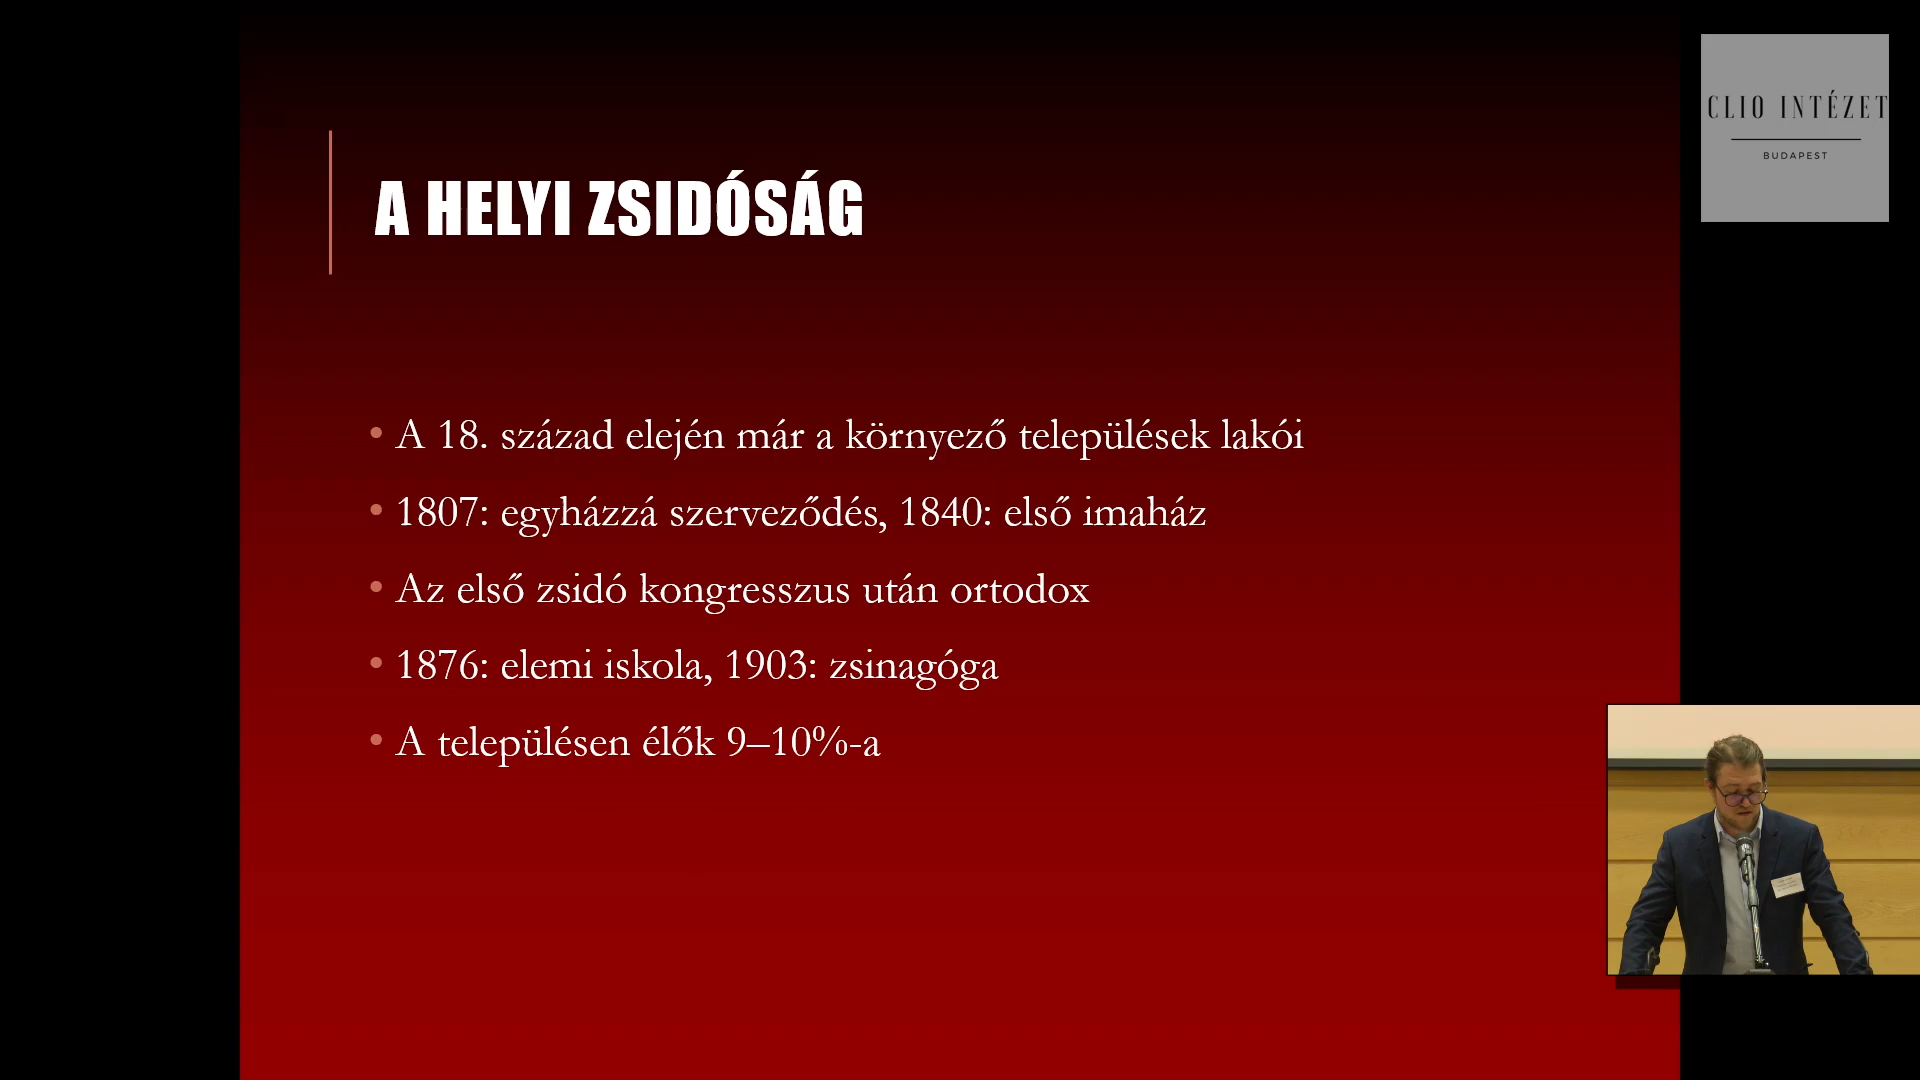 CLIO INTÉZET
BUDAPEST
A HELYI ZSIDÓSÁG
• A 18. század elején már a környező települések lakói
• 1807: egyházzá szerveződés, 1840: első imaház
• Az első zsidó kongresszus után ortodox
• 1876: elemi iskola, 1903: zsinagóga
• A településen élők 9–10%-a